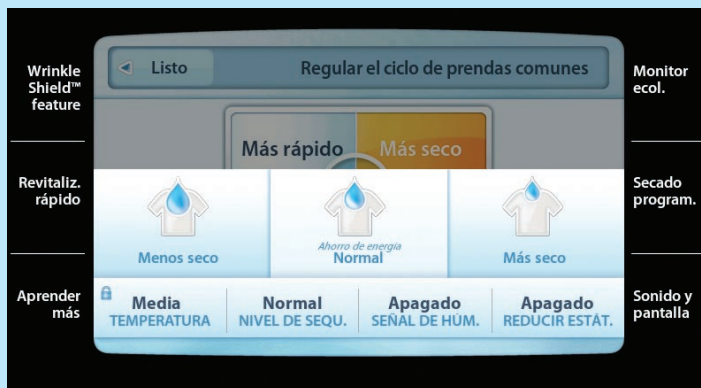 Wrinkle
Shield™
feature
Revitaliz.
rápido
Aprender
más
Listo
Regular el ciclo de prendas comunes
Más rápido
Más seco
Menos seco
Ahorro de energía
Normal
Más seco
Media
TEMPERATURA
Normal
NIVEL DE SEQU.
Apagado
SEÑAL DE HÚM.
Apagado
REDUCIR ESTÁT.
Monitor
ecol.
Secado
program.
Sonido y
pantalla